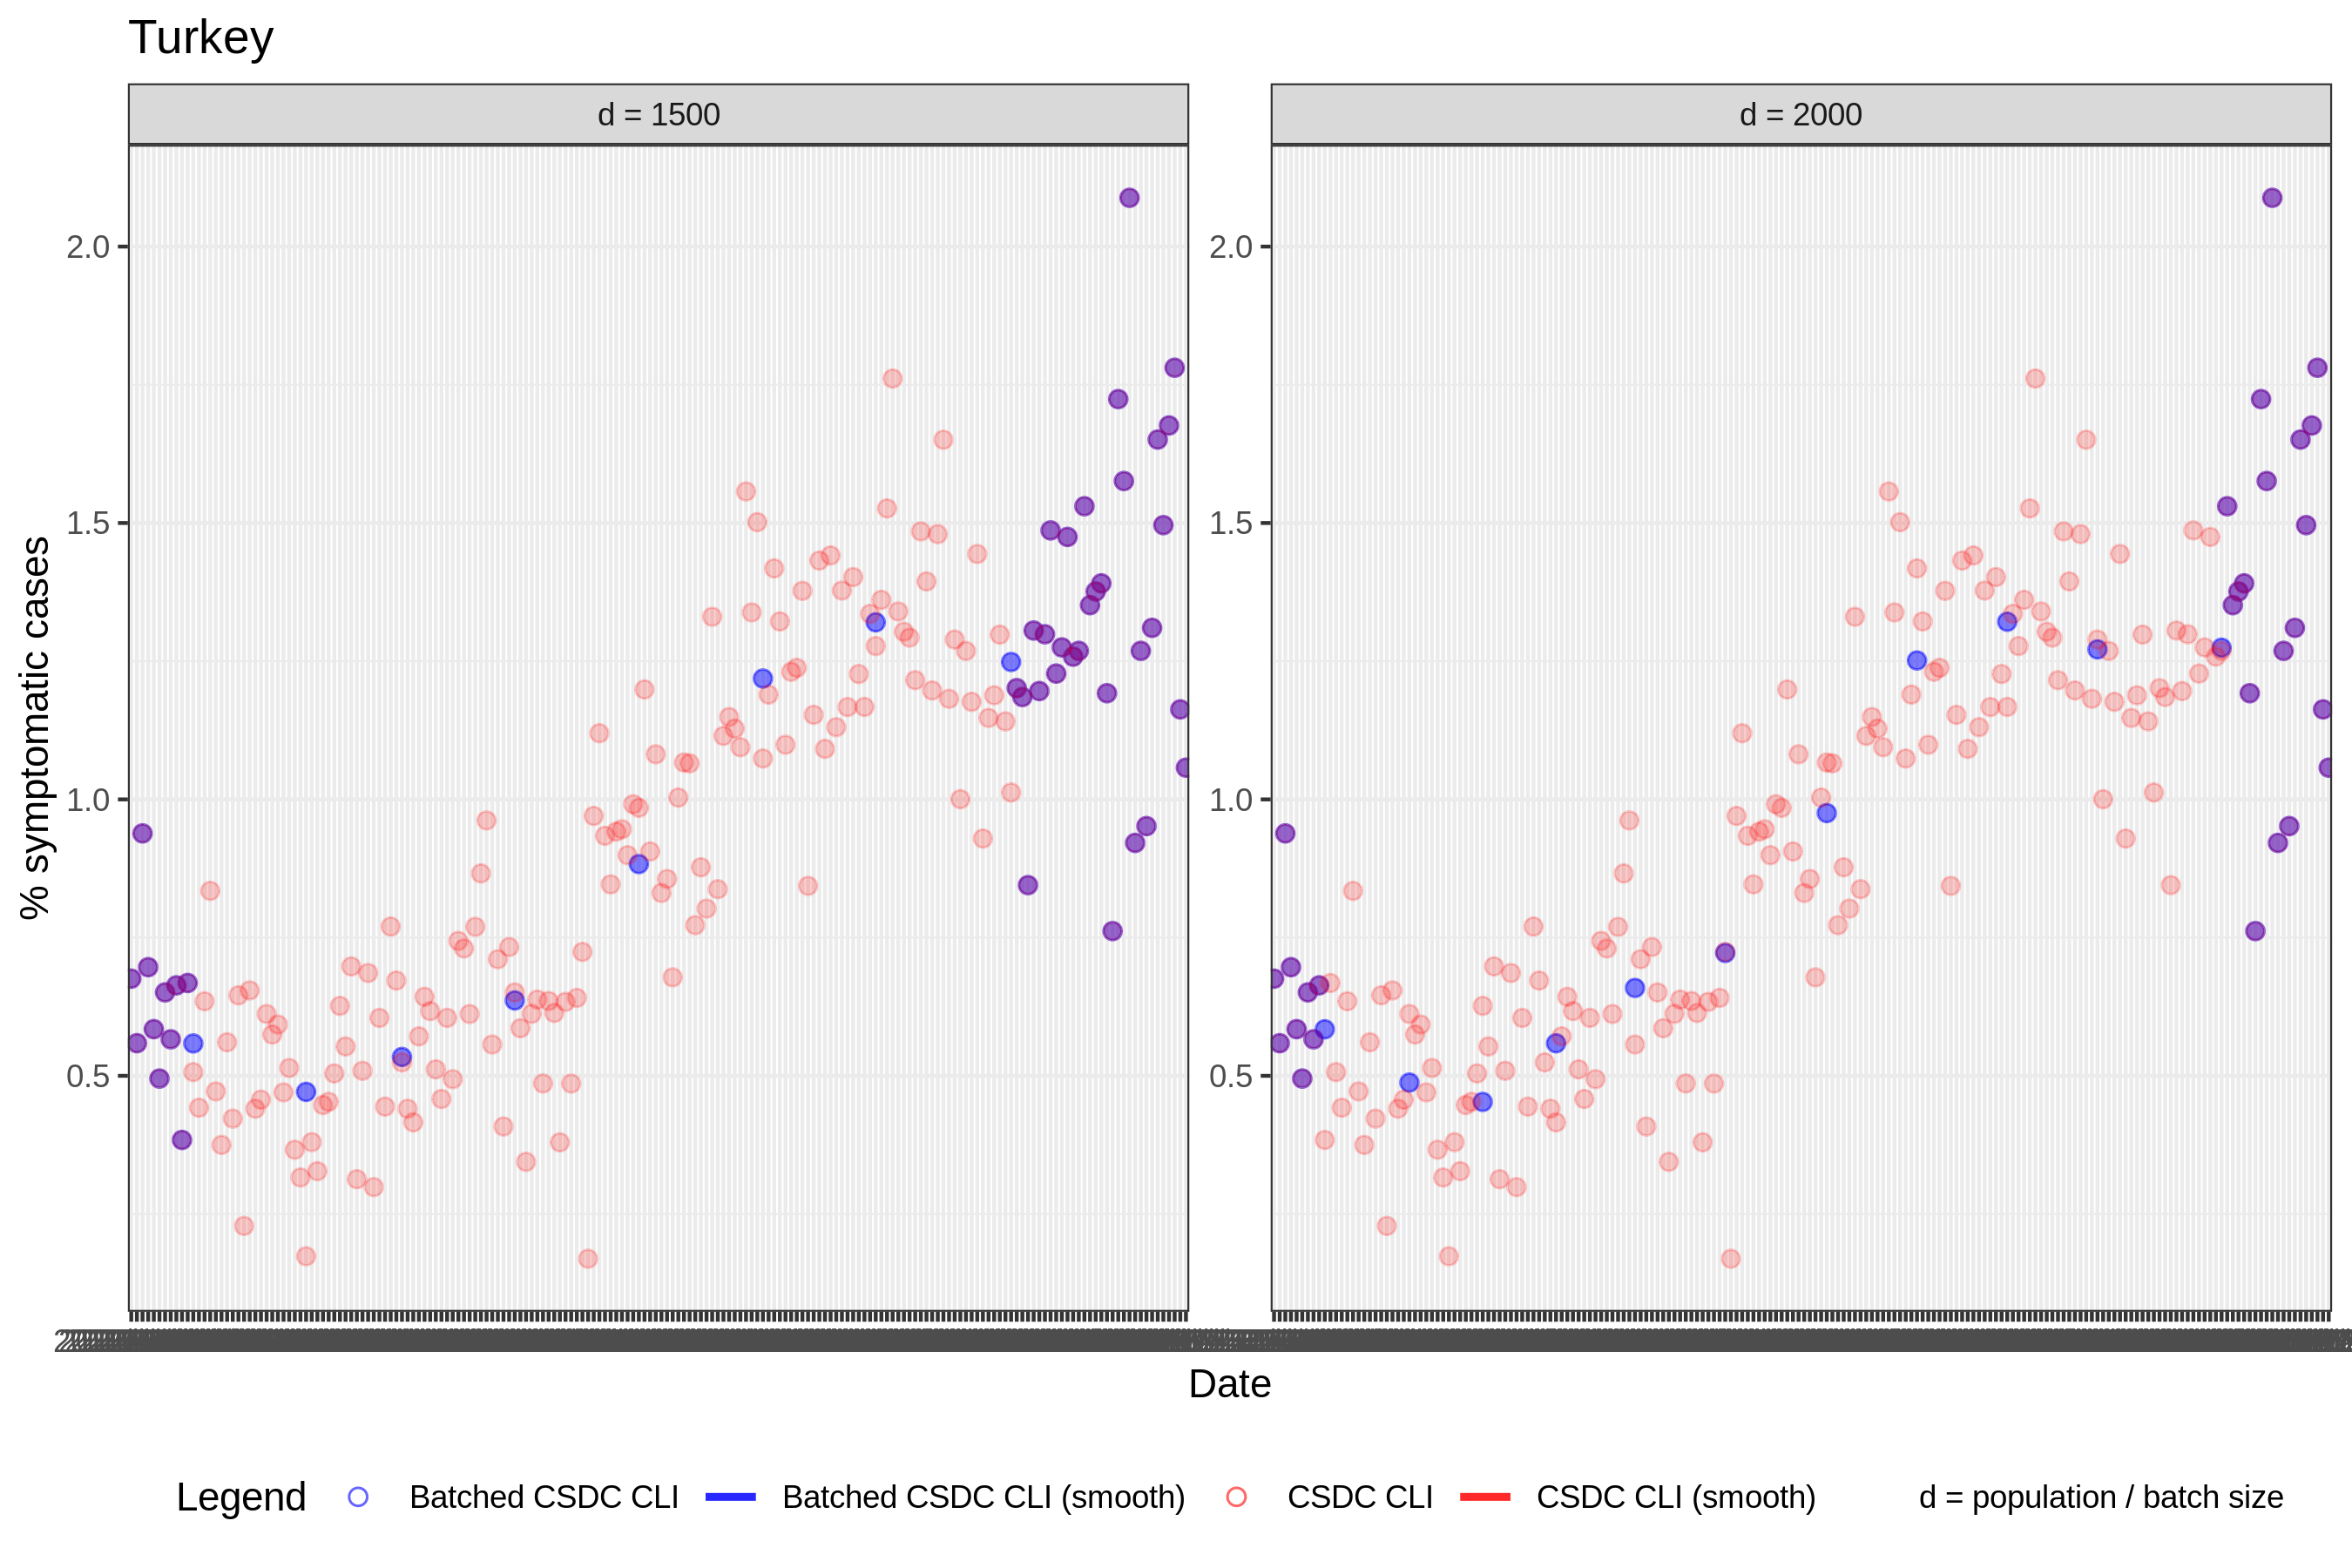 Turkey
d = 1500
d = 2000
% symptomatic cases
2.0
1.5
1.0
0.5
2.0
1.5
1.0
0.5
Date
Legend Batched CSDC CLI Batched CSDC CLI (smooth) CSDC CLI CSDC CLI (smooth) d = population / batch size